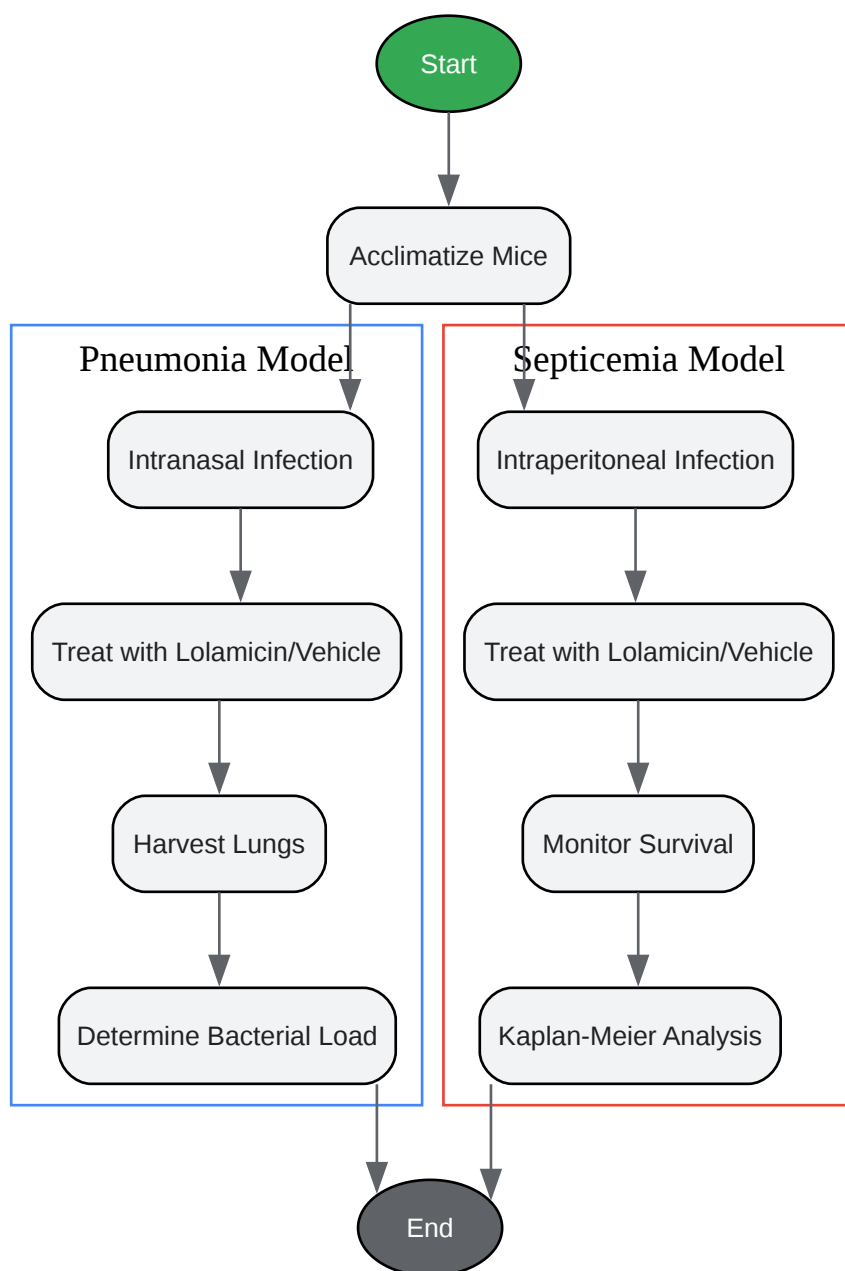 Start
Acclimatize Mice
Pneumonia Model
Intranasal Infection
Treat with Lolamicin/Vehicle
Harvest Lungs
Determine Bacterial Load
Septicemia Model
Intraperitoneal Infection
Treat with Lolamicin/Vehicle
Monitor Survival
Kaplan-Meier Analysis
End